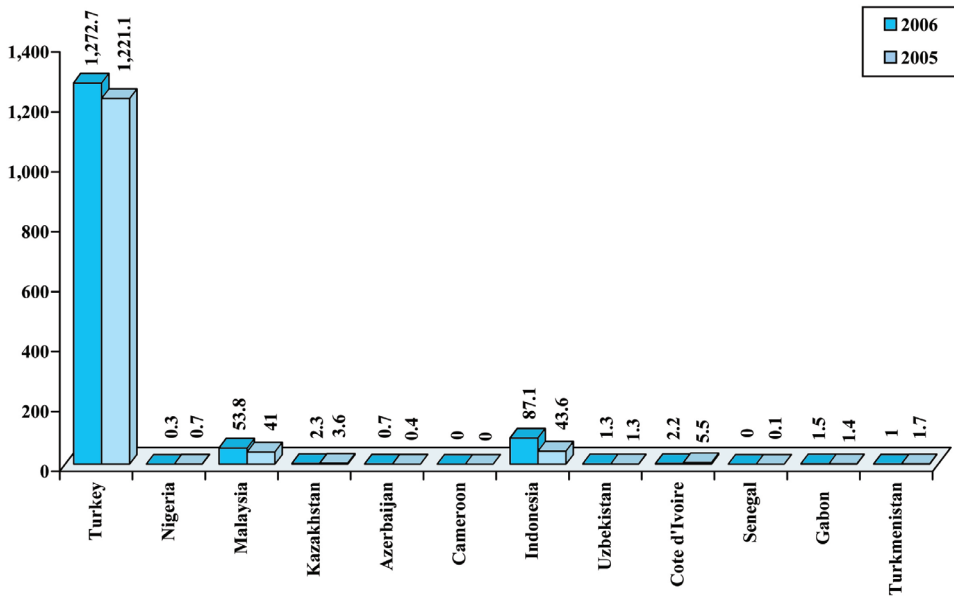 2006
2005
1,400
1,200
1,000
800
600
400
200
0
1,272.7
1,221.1
0.3
0.7
53.8
41
2.3
3.6
0.7
0.4
0
0
87.1
43.6
1.3
1.3
2.2
5.5
0
0.1
1.5
1.4
1
1.7
Turkey
Nigeria
Malaysia
Kazakhstan
Azerbaijan
Cameroon
Indonesia
Uzbekistan
Cote d'Ivoire
Senegal
Gabon
Turkmenistan